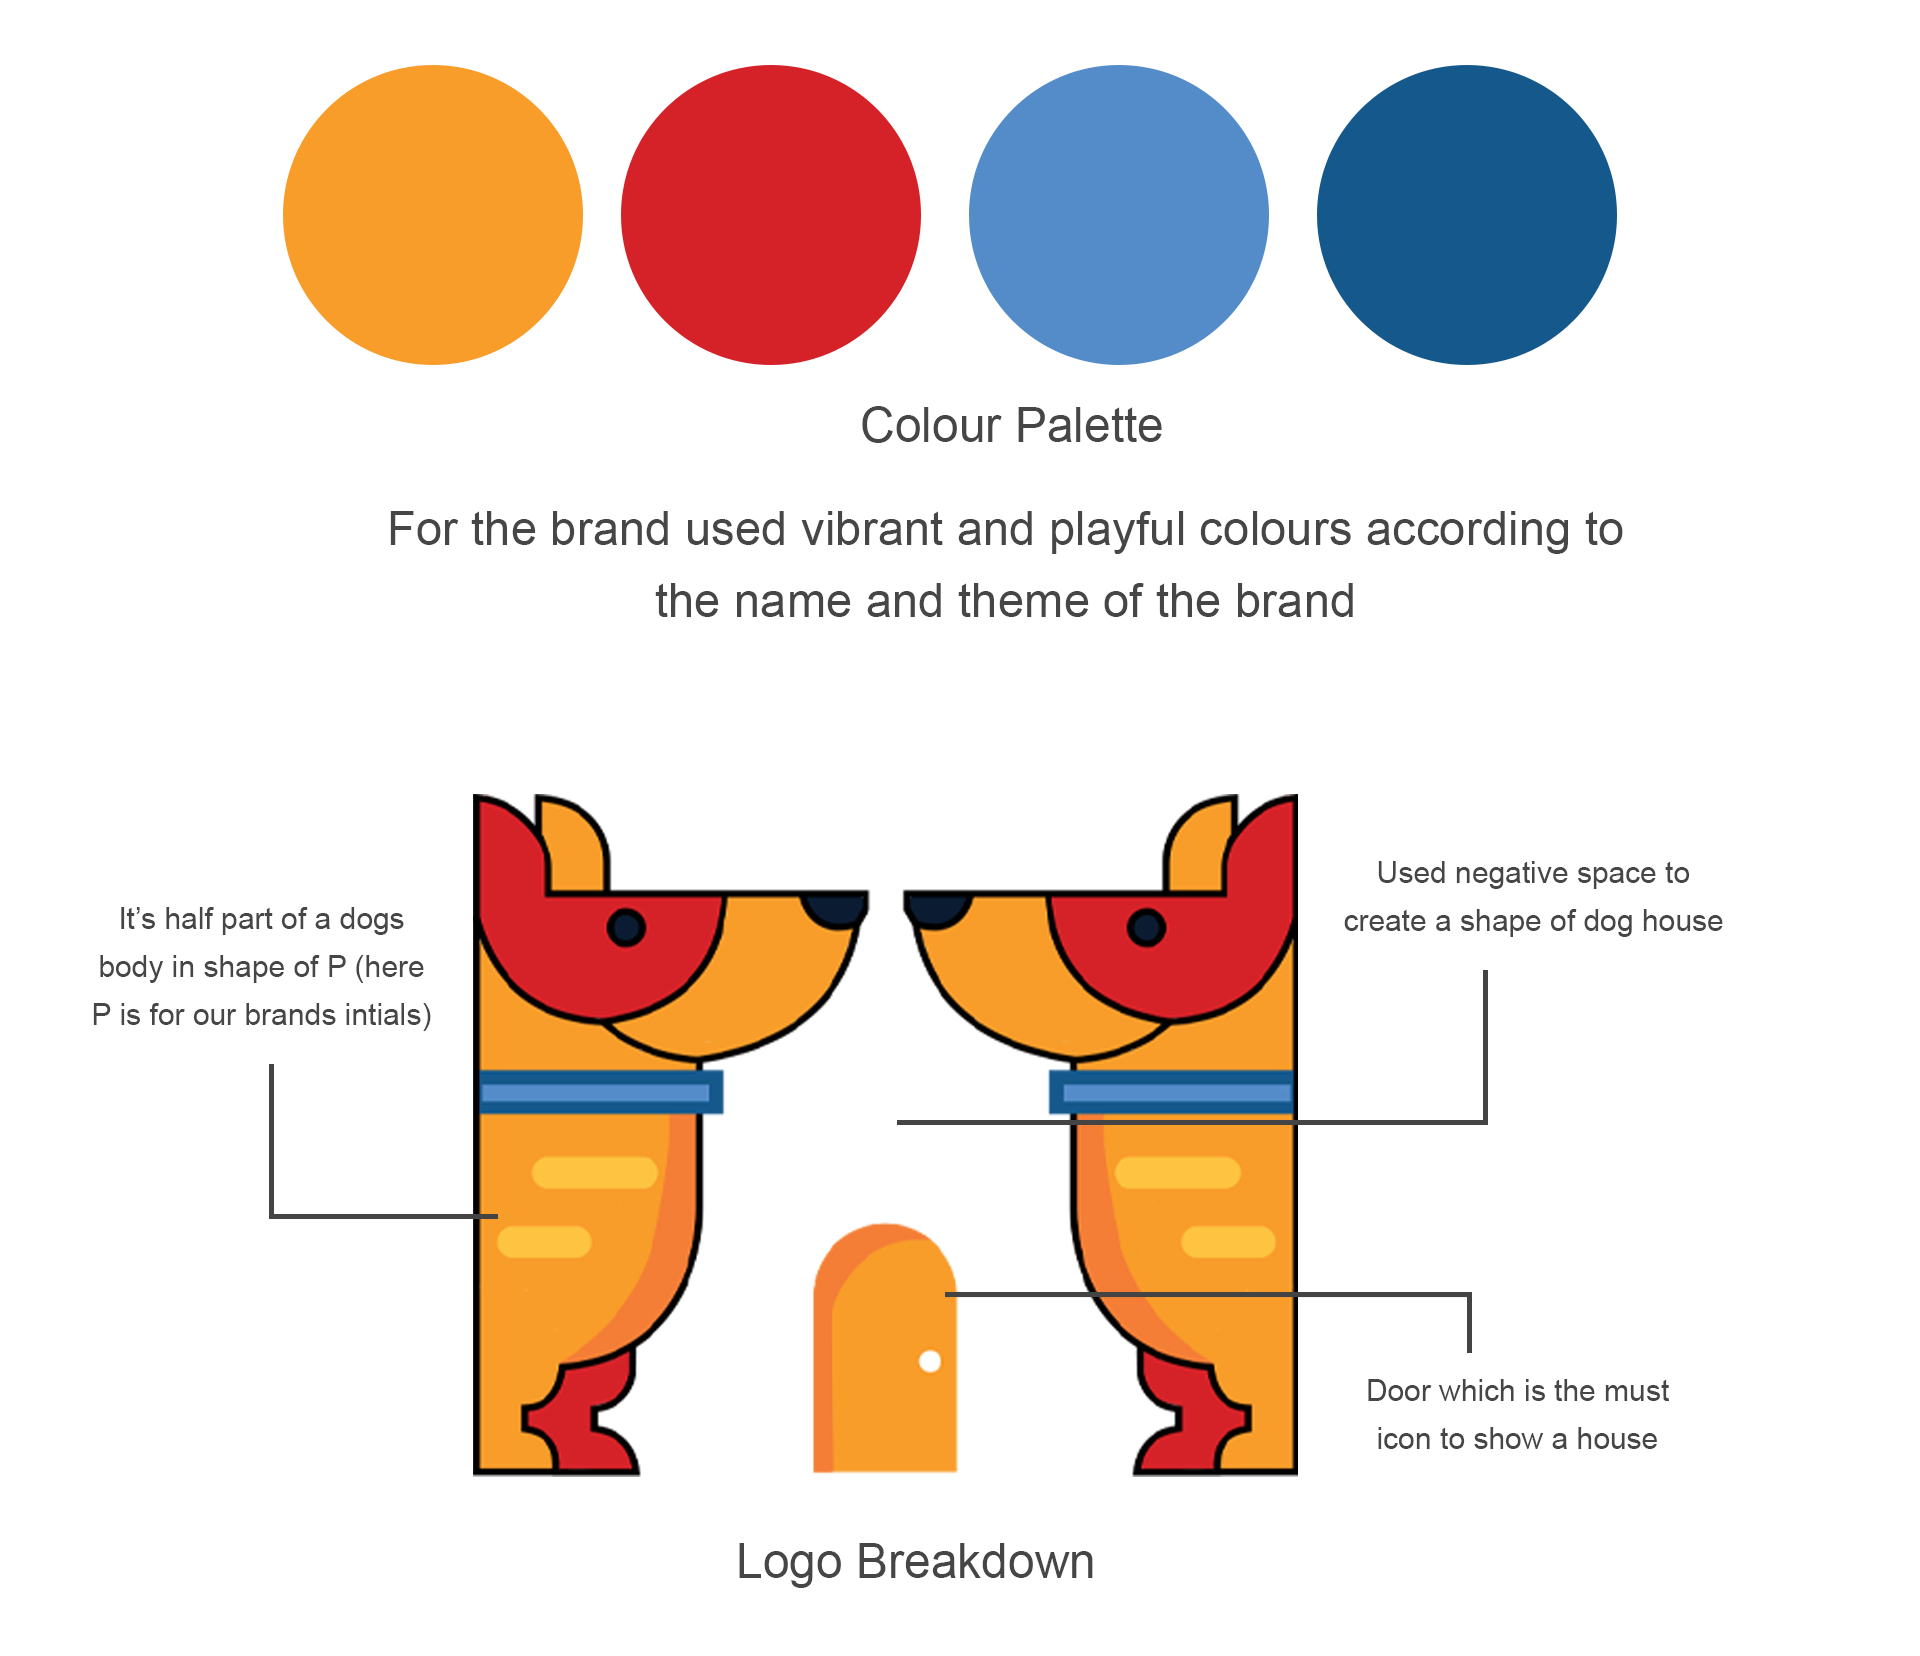 Colour Palette
For the brand used vibrant and playful colours according to
the name and theme of the brand
It’s half part of a dogs
body in shape of P (here
P is for our brands intials)
Used negative space to
create a shape of dog house
Door which is the must
icon to show a house
Logo Breakdown